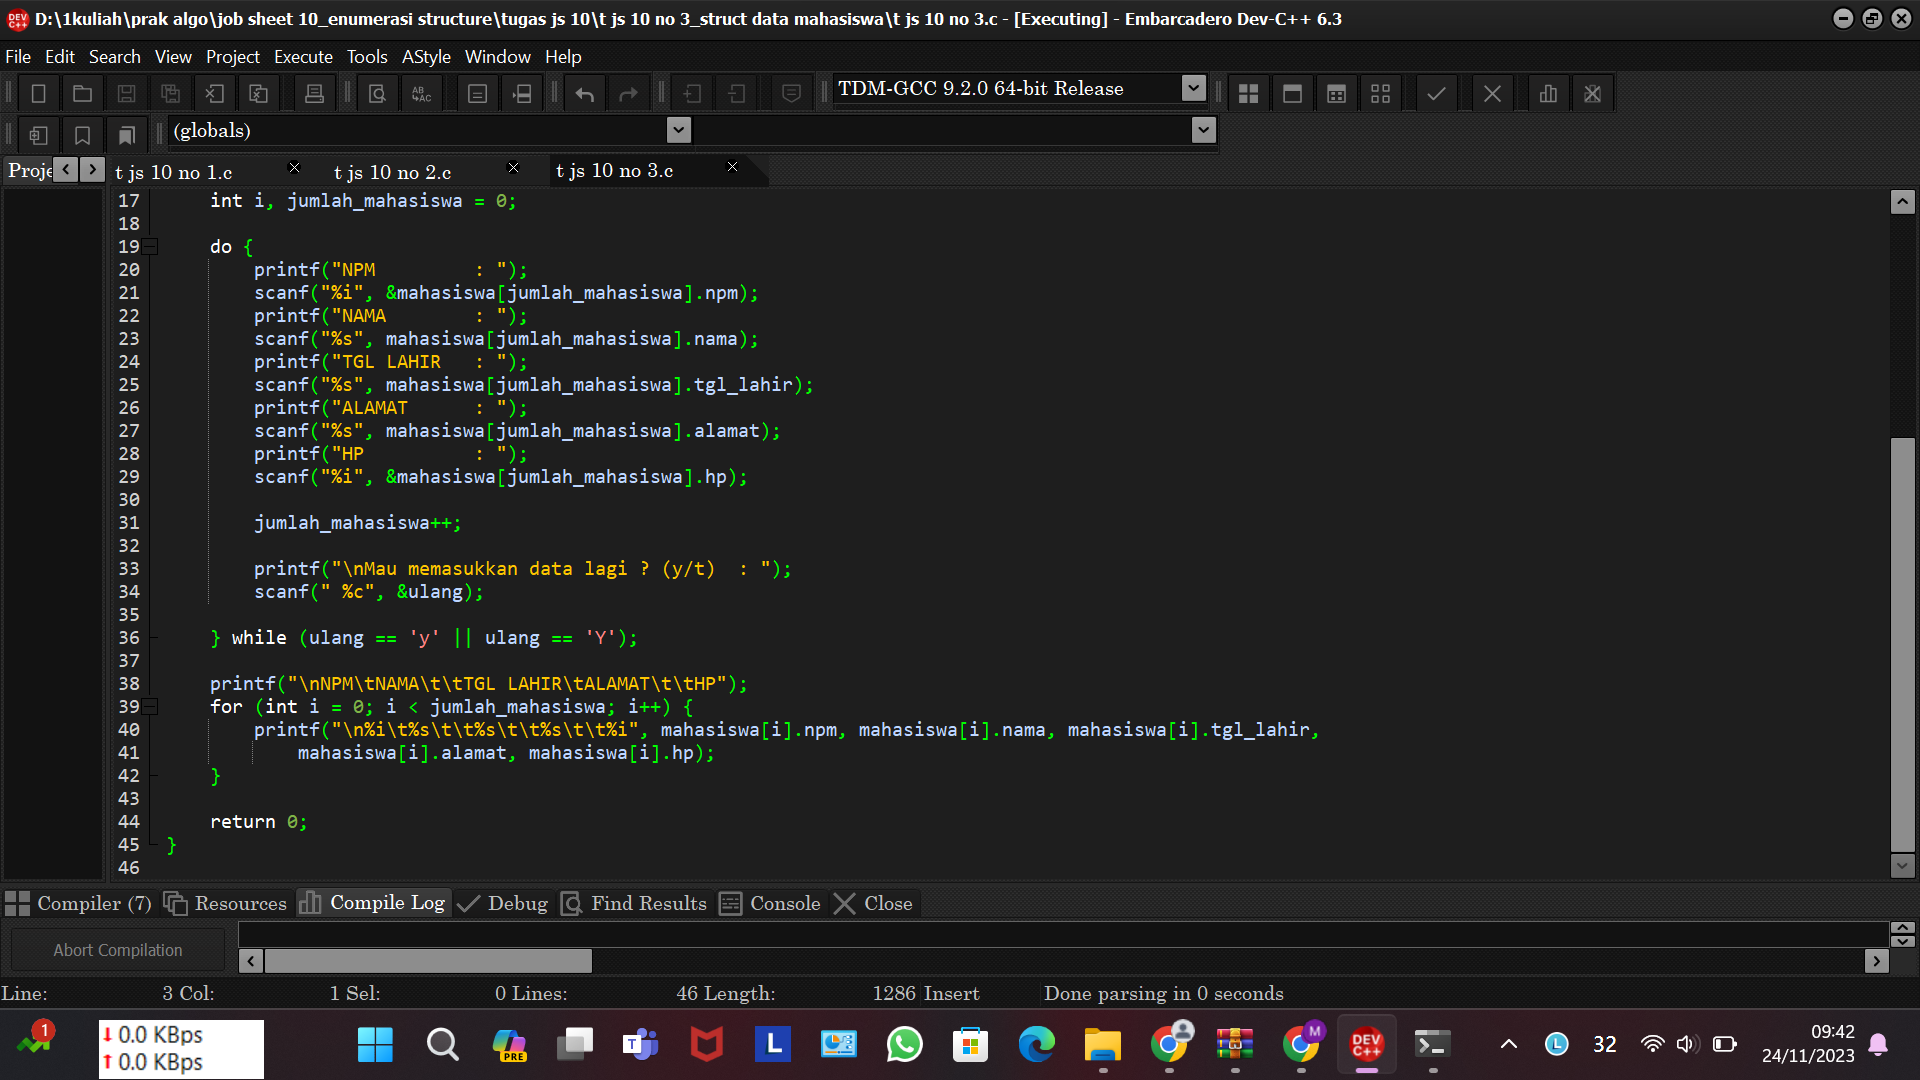 D:\1kuliah\prak algo\job sheet 10_enumerasi structure\tugas js 10\t js 10 no 3_struct data mahasiswa\t js 10 no 3.c - [Executing] - Embarcadero Dev-C++ 6.3
File Edit Search View Project Execute Tools AStyle Window Help
TDM-GCC 9.2.0 64-bit Release
(globals)
Proje t js 10 no 1.c t js 10 no 2.c t js 10 no 3.c
17     int i, jumlah_mahasiswa = 0;
18
19     do {
20         printf("NPM         : ");
21         scanf("%i", &mahasiswa[jumlah_mahasiswa].npm);
22         printf("NAMA        : ");
23         scanf("%s", mahasiswa[jumlah_mahasiswa].nama);
24         printf("TGL LAHIR   : ");
25         scanf("%s", mahasiswa[jumlah_mahasiswa].tgl_lahir);
26         printf("ALAMAT      : ");
27         scanf("%s", mahasiswa[jumlah_mahasiswa].alamat);
28         printf("HP          : ");
29         scanf("%i", &mahasiswa[jumlah_mahasiswa].hp);
30
31         jumlah_mahasiswa++;
32
33         printf("\nMau memasukkan data lagi ? (y/t)  : ");
34         scanf(" %c", &ulang);
35
36     } while (ulang == 'y' || ulang == 'Y');
37
38     printf("\nNPM\tNAMA\t\tTGL LAHIR\tALAMAT\t\tHP");
39     for (int i = 0; i < jumlah_mahasiswa; i++) {
40         printf("\n%i\t%s\t\t%s\t\t%s\t\t%i", mahasiswa[i].npm, mahasiswa[i].nama, mahasiswa[i].tgl_lahir,
41             mahasiswa[i].alamat, mahasiswa[i].hp);
42     }
43
44     return 0;
45 }
46
Compiler (7) Resources Compile Log Debug Find Results Console Close
Abort Compilation
Line: 3 Col: 1 Sel: 0 Lines: 46 Length: 1286 Insert Done parsing in 0 seconds
1
0.0 KBps
0.0 KBps
PRE
T
L
M
DEV C++
L
32
09:42
24/11/2023